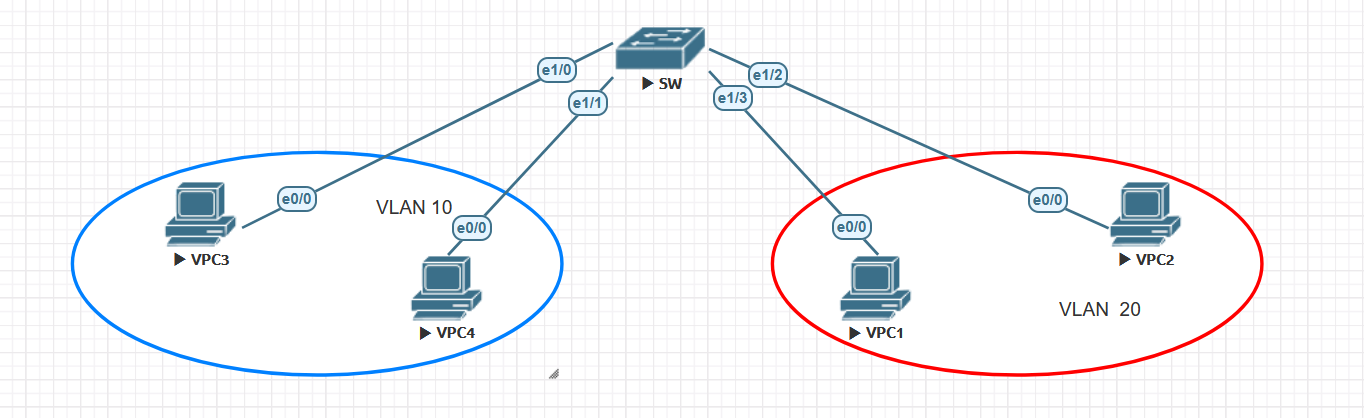 SW
e1/0
e1/2
e1/1
e1/3
e0/0
VLAN 10
e0/0
e0/0
e0/0
VPC3
VPC2
VLAN  20
VPC4
VPC1